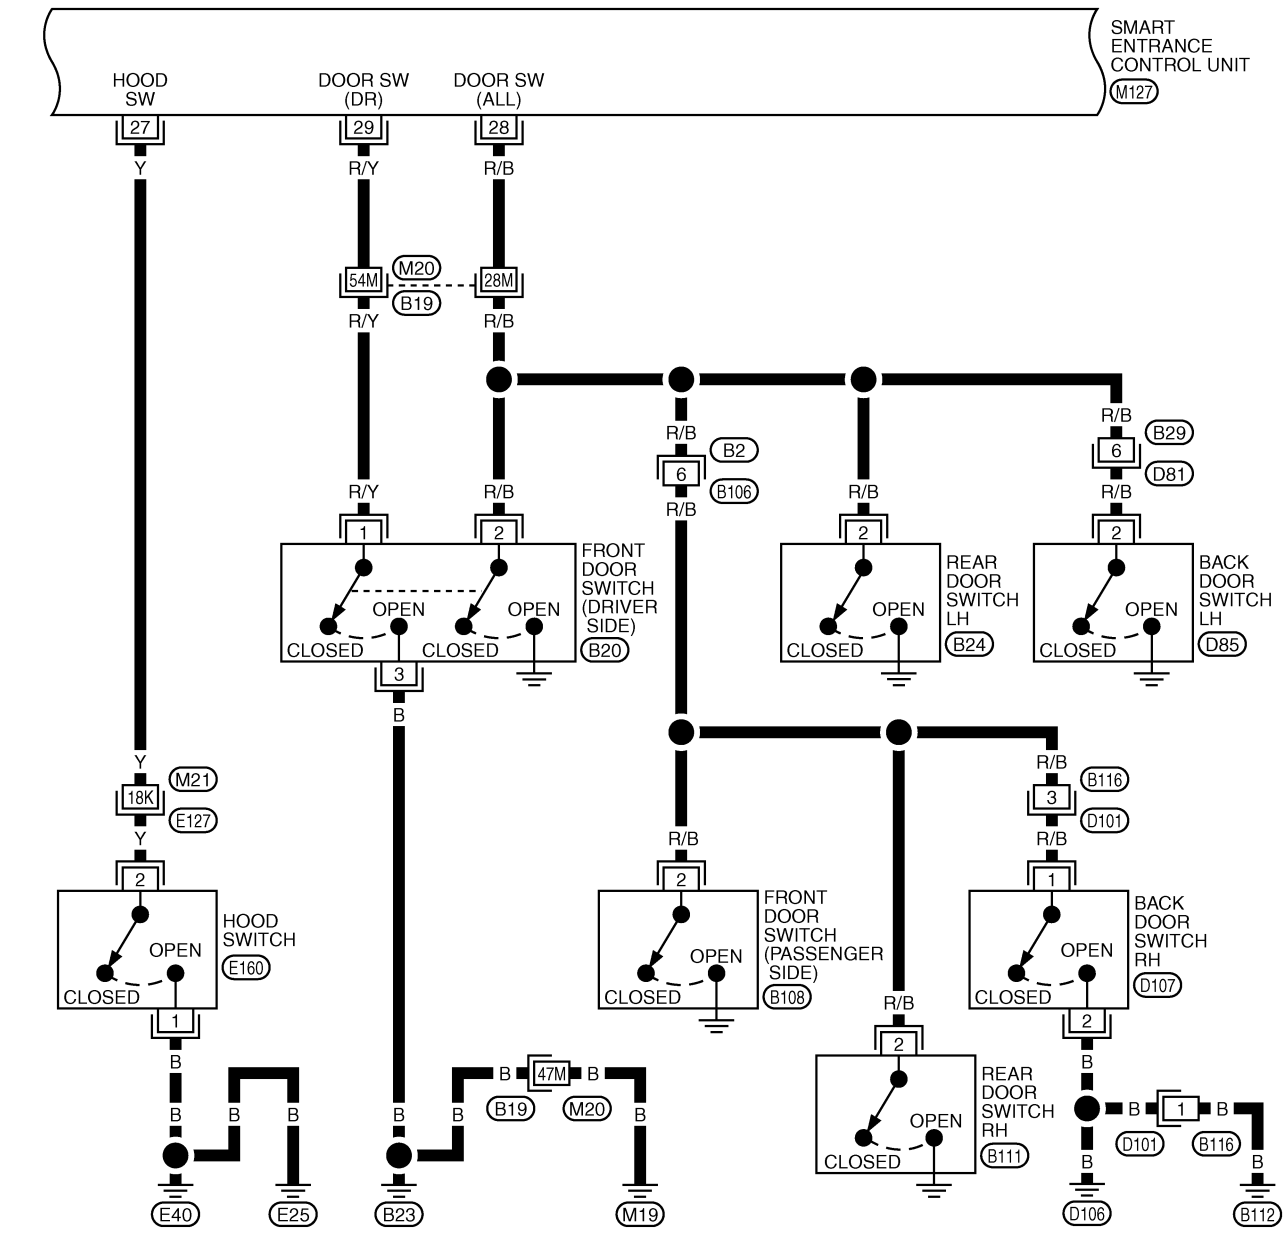 SMART
ENTRANCE
CONTROL UNIT
M127
HOOD
SW
DOOR SW
(DR)
DOOR SW
(ALL)
27
29
28
Y
R/Y
R/B
54M
M20
B19
28M
R/Y
R/B
R/B
R/B
B29
6
D81
B2
6
B106
R/Y
R/B
R/B
R/B
R/B
1
2
2
2
FRONT
DOOR
SWITCH
(DRIVER
SIDE)
B20
OPEN
CLOSED
OPEN
CLOSED
REAR
DOOR
SWITCH
LH
B24
OPEN
CLOSED
BACK
DOOR
SWITCH
LH
D85
OPEN
CLOSED
3
B
Y
M21
18K
E127
Y
R/B
B116
3
D101
R/B
R/B
2
HOOD
SWITCH
E160
OPEN
CLOSED
1
2
FRONT
DOOR
SWITCH
(PASSENGER
SIDE)
B108
OPEN
CLOSED
1
BACK
DOOR
SWITCH
RH
D107
OPEN
CLOSED
2
R/B
2
REAR
DOOR
SWITCH
RH
B111
OPEN
CLOSED
B
B
B
B
B
B
B
47M
B
B19
M20
B
B
B
1
B
D101
B116
B
B
E40
E25
B23
M19
D106
B112